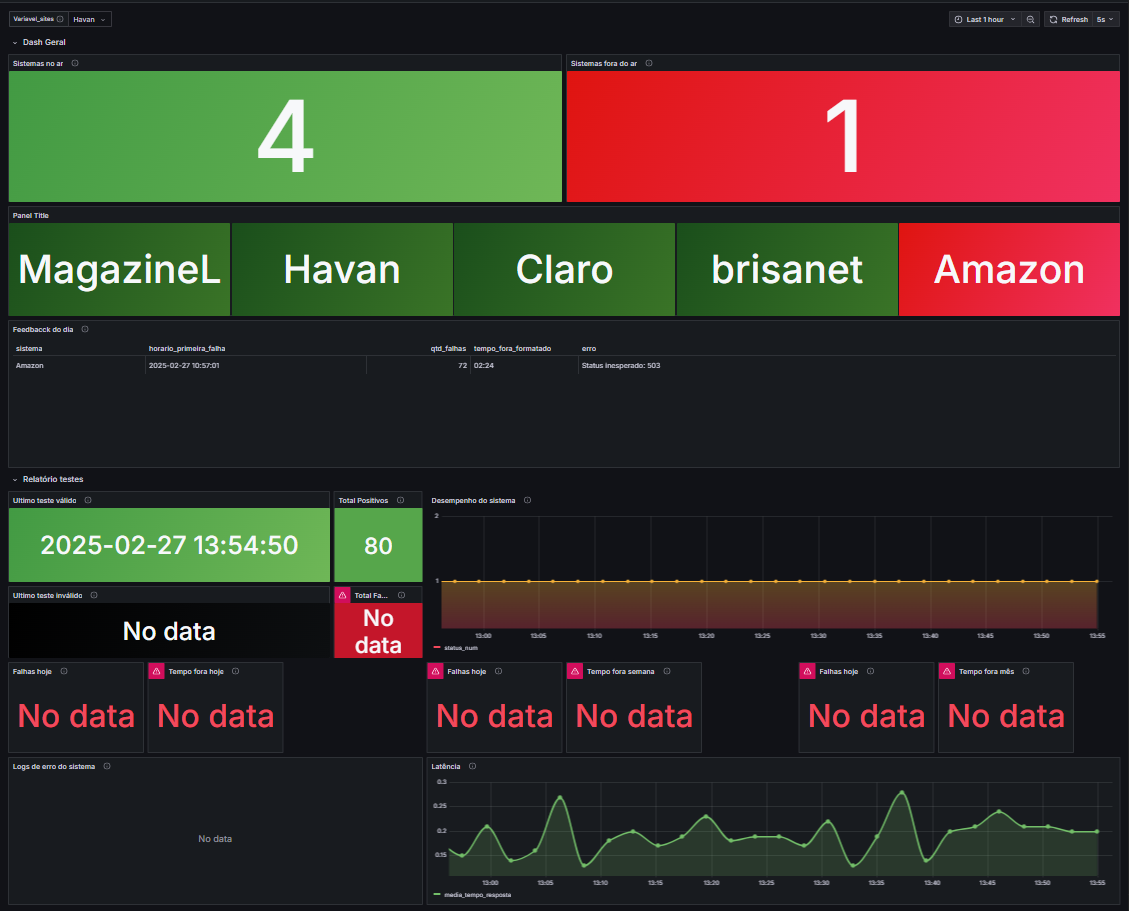 Variavel_sites Havan
Last 1 hour Refresh 5s
Dash Geral
Sistemas no ar
Sistemas fora do ar
4
1
Panel Title
MagazineL
Havan
Claro
brisanet
Amazon
Feedbacck do dia
sistema horario_primeira_falha qtd_falhas tempo_fora_formatado erro
Amazon 2025-02-27 10:57:01 72 02:24 Status inesperado: 503
Relatório testes
Ultimo teste válido
2025-02-27 13:54:50
Total Positivos
80
Ultimo teste inválido
No data
Total Fa...
No
data
Desempenho do sistema
2
1
13:00 13:05 13:10 13:15 13:20 13:25 13:30 13:35 13:40 13:45 13:50 13:55
status_num
Falhas hoje
No data
Tempo fora hoje
No data
Falhas hoje
No data
Tempo fora semana
No data
Falhas hoje
No data
Tempo fora mês
No data
Logs de erro do sistema
No data
Latência
0.3
0.25
0.2
0.15
13:00 13:05 13:10 13:15 13:20 13:25 13:30 13:35 13:40 13:45 13:50 13:55
media_tempo_resposta